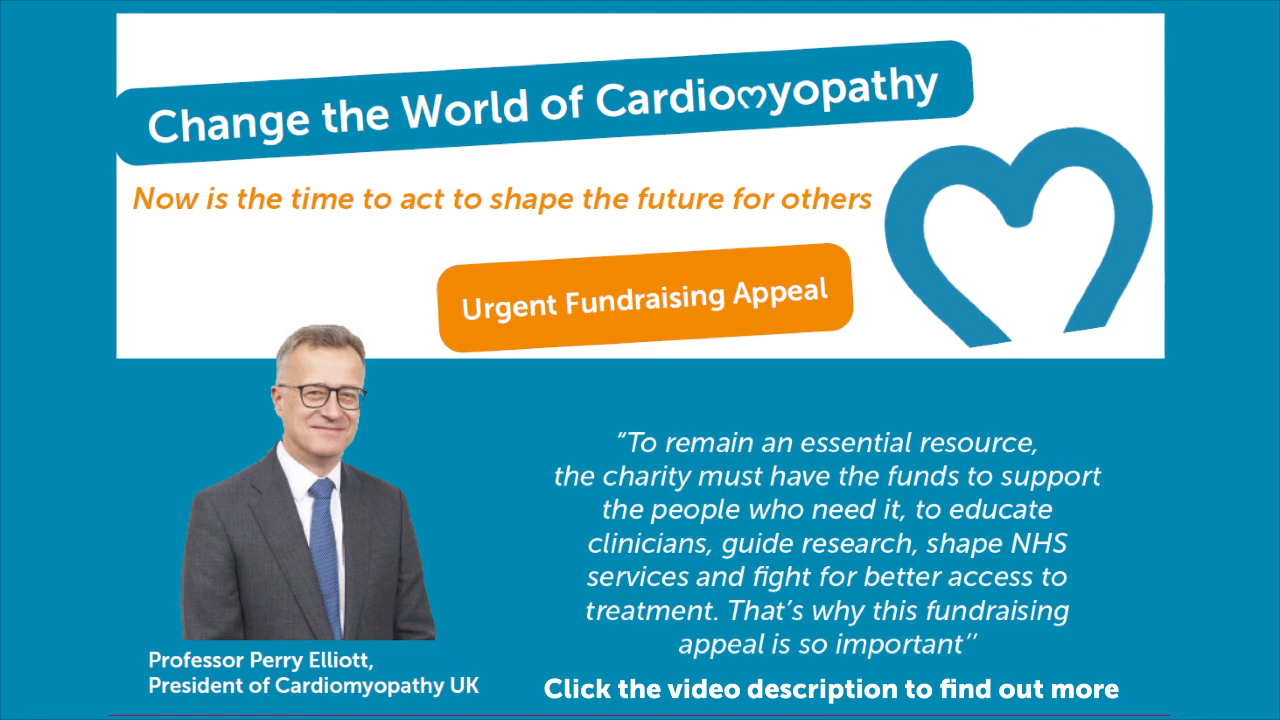 Change the World of Cardiomyopathy
Now is the time to act to shape the future for others
Urgent Fundraising Appeal
“To remain an essential resource,
the charity must have the funds to support
the people who need it, to educate
clinicians, guide research, shape NHS
services and fight for better access to
treatment. That’s why this fundraising
appeal is so important’’
Professor Perry Elliott,
President of Cardiomyopathy UK
Click the video description to find out more